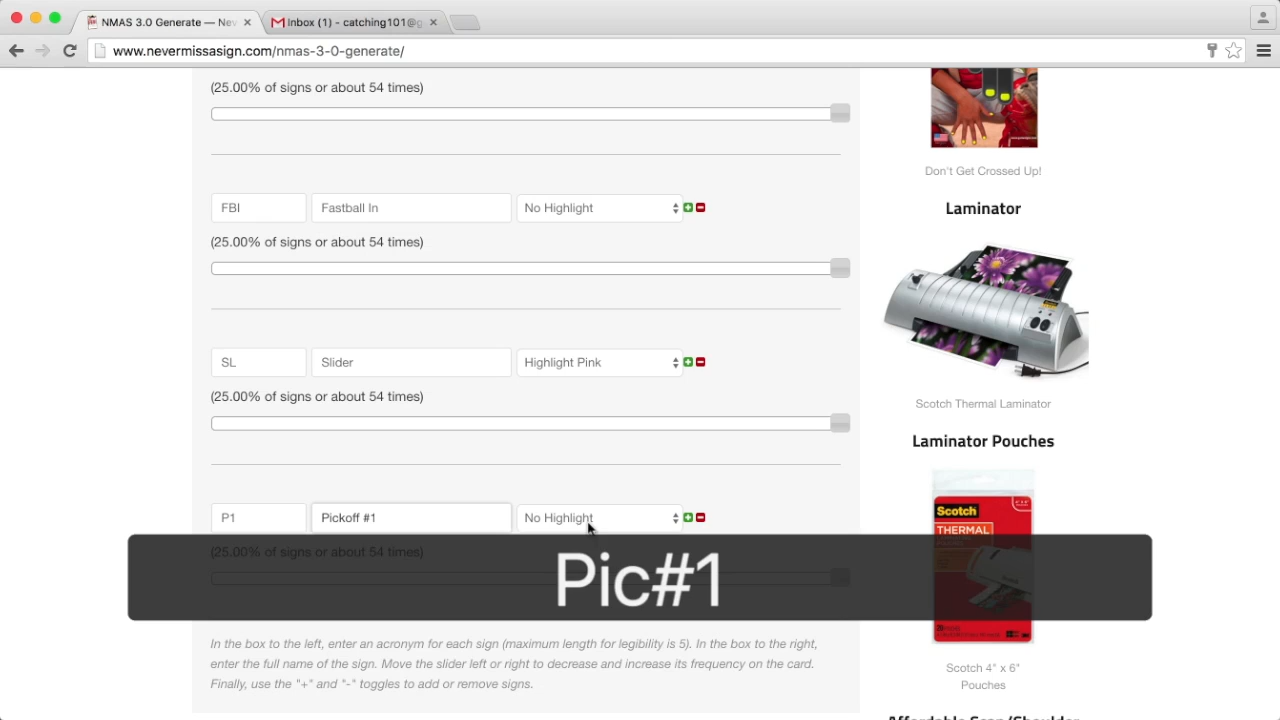 NMAS 3.0 Generate — Nev
Inbox (1) - catching101@g
www.nevermissasign.com/nmas-3-0-generate/
(25.00% of signs or about 54 times)
FBI
Fastball In
No Highlight
(25.00% of signs or about 54 times)
SL
Slider
Highlight Pink
(25.00% of signs or about 54 times)
P1
ickoff #1
No Highlight
(25.00% of signs or about 54 times)
Pic#1
In the box to the left, enter an acronym for each sign (maximum length for legibility is 5). In the box to the right,
enter the full name of the sign. Move the slider left or right to decrease and increase its frequency on the card.
Finally, use the "+" and "-" toggles to add or remove signs.
Don't Get Crossed Up!
Laminator
Scotch Thermal Laminator
Laminator Pouches
Scotch
THERMAL
Scotch 4" x 6"
Pouches